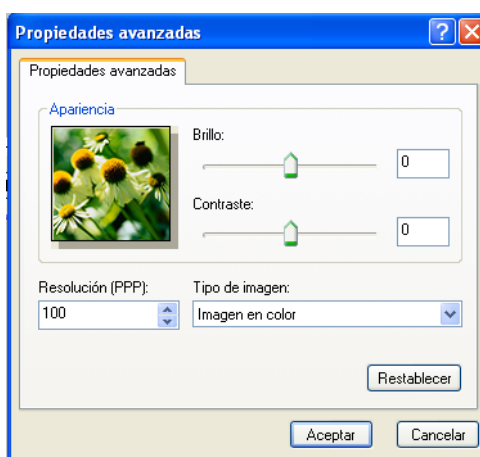 Propiedades avanzadas
Propiedades avanzadas
Apariencia
Brillo:
0
Contraste:
0
Resolución (PPP):
Tipo de imagen:
100
Imagen en color
Restablecer
Aceptar
Cancelar